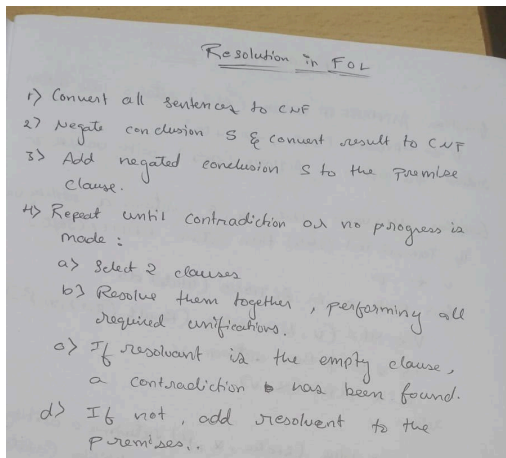 Resolution in FOL
1) Convert all sentences to CNF
2) Negate conclusion S & convert result to CNF
3) Add negated conclusion S to the premise
clause.
4) Repeat until contradiction or no progress is
made :
a) Select 2 clauses
b) Resolve them together, performing all
required unifications.
c) If resolvant is the empty clause,
a contradiction has been found.
d) If not, add resolvent to the
premises..